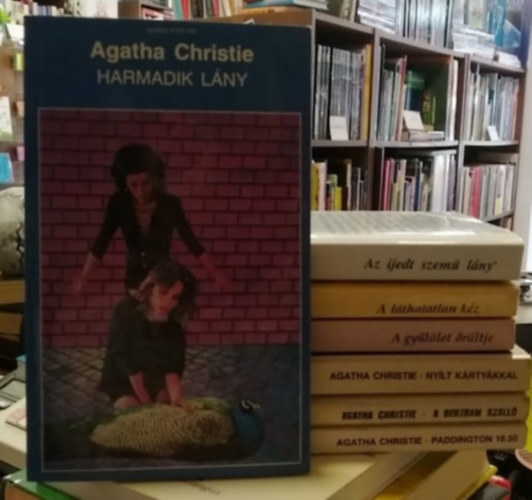 Agatha Christie
HARMADIK LÁNY
Az ijedt szemű lány
A láthatatlan kéz
A gyűlölet őrültje
AGATHA CHRISTIE · NYÍLT KÁRTYÁKKAL
AGATHA CHRISTIE · A BERTRAM SZÁLLÓ
AGATHA CHRISTIE · PADDINGTON 16.50